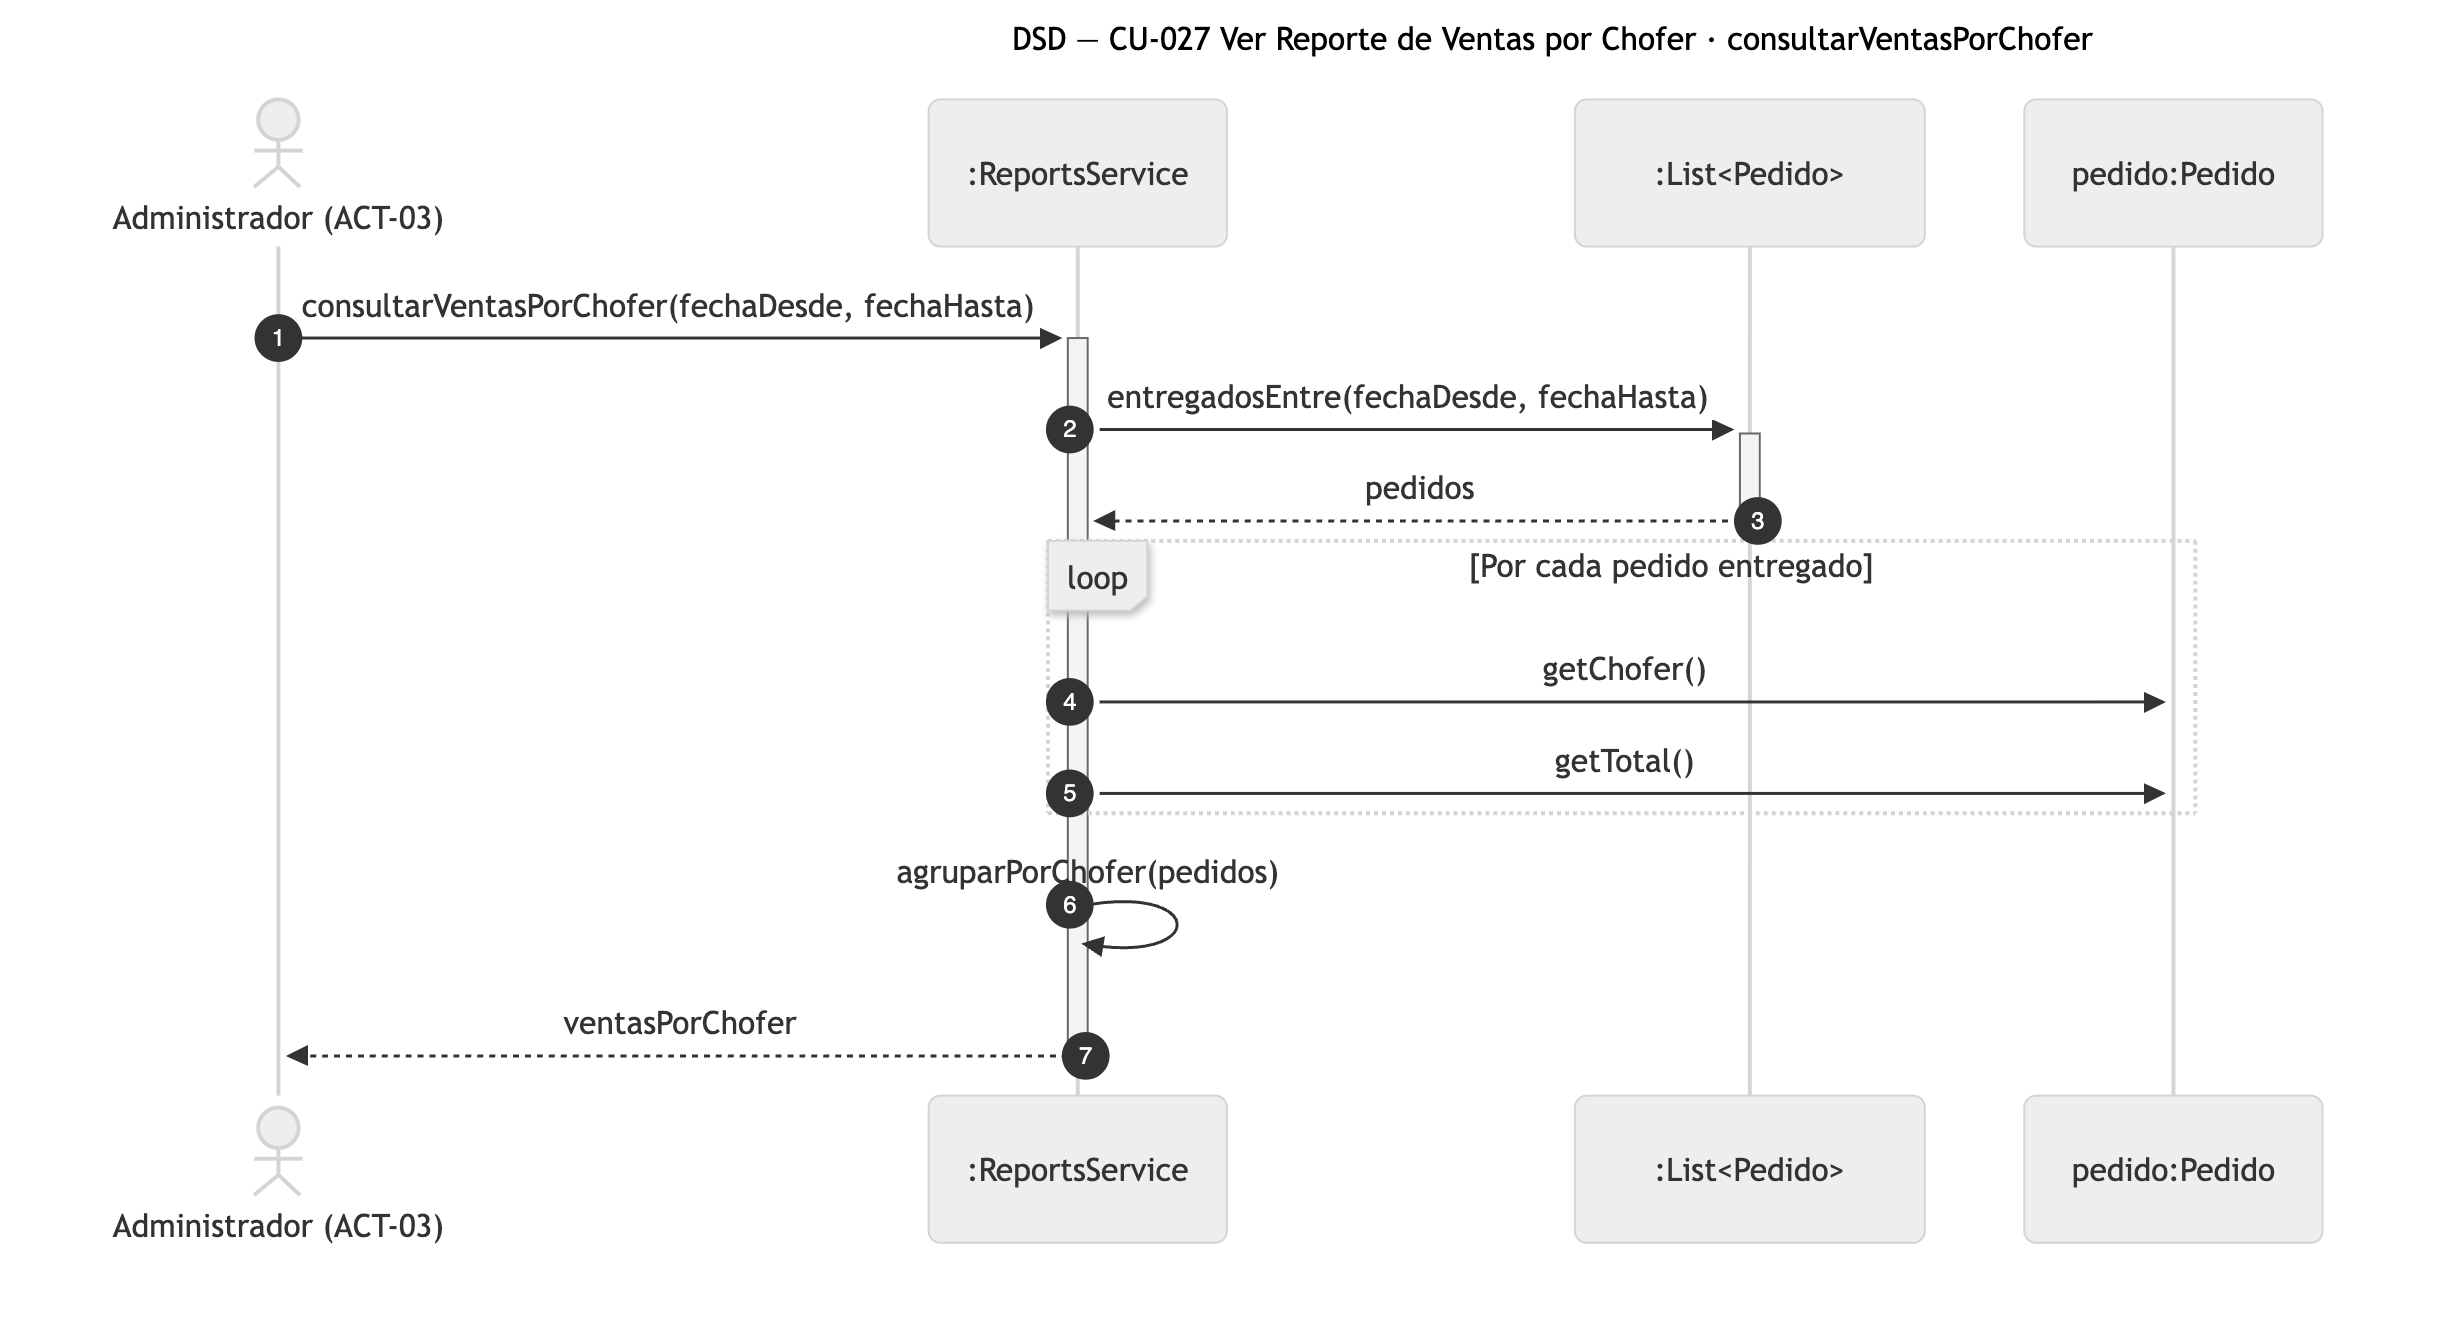 DSD — CU-027 Ver Reporte de Ventas por Chofer · consultarVentasPorChofer
Administrador (ACT-03)
:ReportsService
:List<Pedido>
pedido:Pedido
consultarVentasPorChofer(fechaDesde, fechaHasta)
1
entregadosEntre(fechaDesde, fechaHasta)
2
pedidos
3
loop
[Por cada pedido entregado]
getChofer()
4
getTotal()
5
agruparPorChofer(pedidos)
6
ventasPorChofer
7
:ReportsService
:List<Pedido>
pedido:Pedido
Administrador (ACT-03)